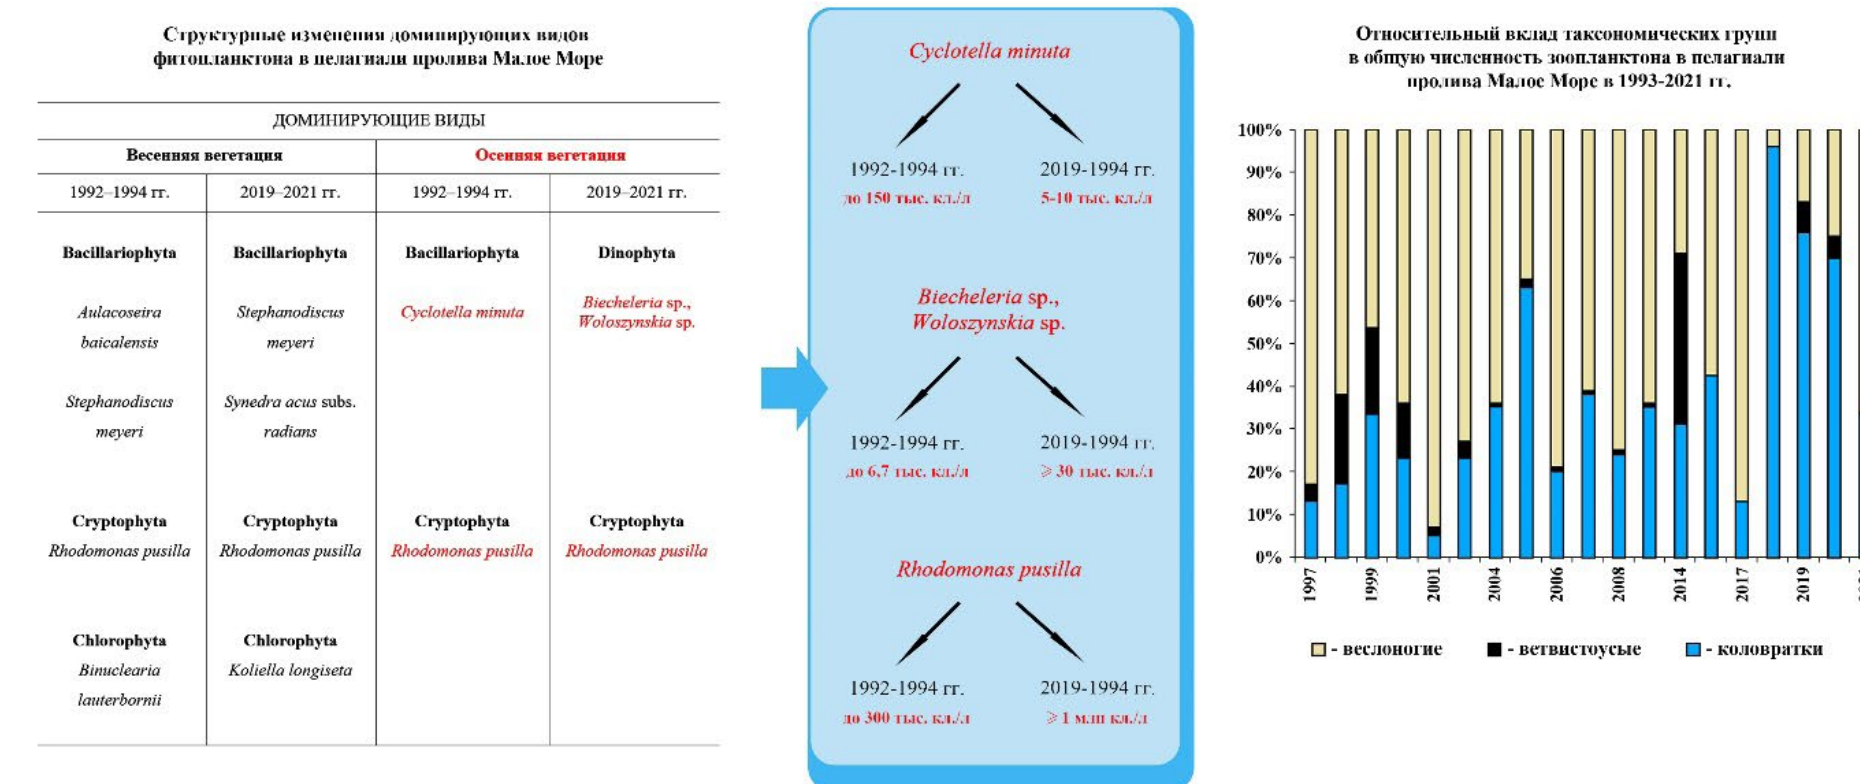 Структурные изменения доминирующих видов
фитопланктона в пелагиали пролива Малое Море
ДОМИНИРУЮЩИЕ ВИДЫ
Весенняя вегетация Осенняя вегетация
1992–1994 гг. 2019–2021 гг. 1992–1994 гг. 2019–2021 гг.
Bacillariophyta Bacillariophyta Bacillariophyta Dinophyta
Aulacoseira Stephanodiscus Cyclotella minuta Biecheleria sp.,
baicalensis meyeri Woloszynskia sp.
Stephanodiscus Synedra acus subs.
meyeri radians
Cryptophyta Cryptophyta Cryptophyta Cryptophyta
Rhodomonas pusilla Rhodomonas pusilla Rhodomonas pusilla Rhodomonas pusilla
Chlorophyta Chlorophyta
Binuclearia Koliella longiseta
lauterbornii
Cyclotella minuta
1992-1994 гг. 2019-1994 гг.
до 150 тыс. кл./л 5-10 тыс. кл./л
Biecheleria sp.,
Woloszynskia sp.
1992-1994 гг. 2019-1994 гг.
до 6,7 тыс. кл./л ⩾ 30 тыс. кл./л
Rhodomonas pusilla
1992-1994 гг. 2019-1994 гг.
до 300 тыс. кл./л ⩾ 1 млн кл./л
Относительный вклад таксономических групп
в общую численность зоопланктона в пелагиали
пролива Малое Море в 1993-2021 гг.
100%
90%
80%
70%
60%
50%
40%
30%
20%
10%
0%
1997 1999 2001 2004 2006 2008 2014 2017 2019
- веслоногие - ветвистоусые - коловратки